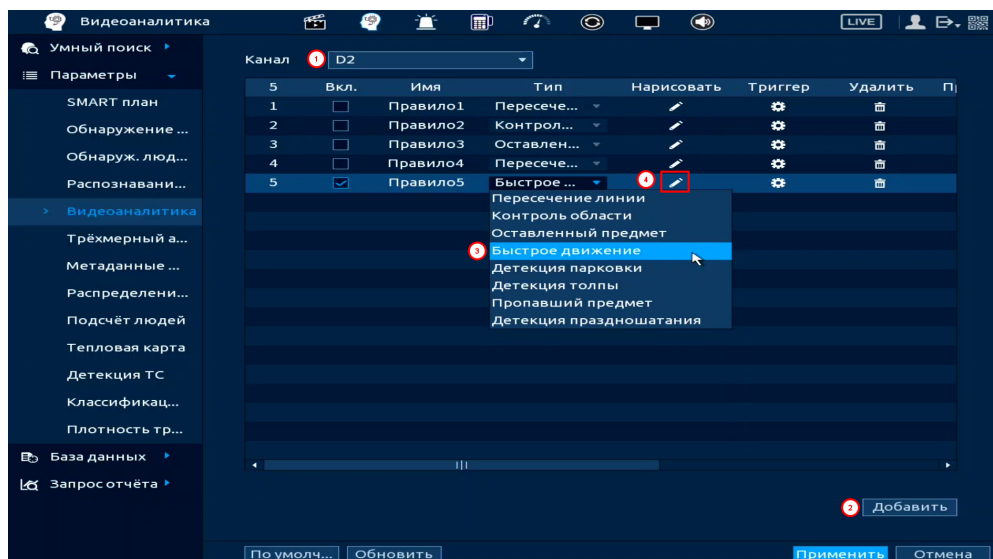 Видеоаналитика
LIVE
Умный поиск
Параметры
SMART план
Обнаружение ...
Обнаруж. люд...
Распознавани...
> Видеоаналитика
Трёхмерный а...
Метаданные ...
Распределени...
Подсчёт людей
Тепловая карта
Детекция ТС
Классификац...
Плотность тр...
База данных
Запрос отчёта
Канал 1 D2
5 Вкл. Имя Тип Нарисовать Триггер Удалить
1 Правило1 Пересече...
2 Правило2 Контрол...
3 Правило3 Оставлен...
4 Правило4 Пересече...
5 Правило5 Быстрое ... 4
Пересечение линии
Контроль области
Оставленный предмет
3 Быстрое движение
Детекция парковки
Детекция толпы
Пропавший предмет
Детекция праздношатания
2 Добавить
По умолч... Обновить Применить Отмена